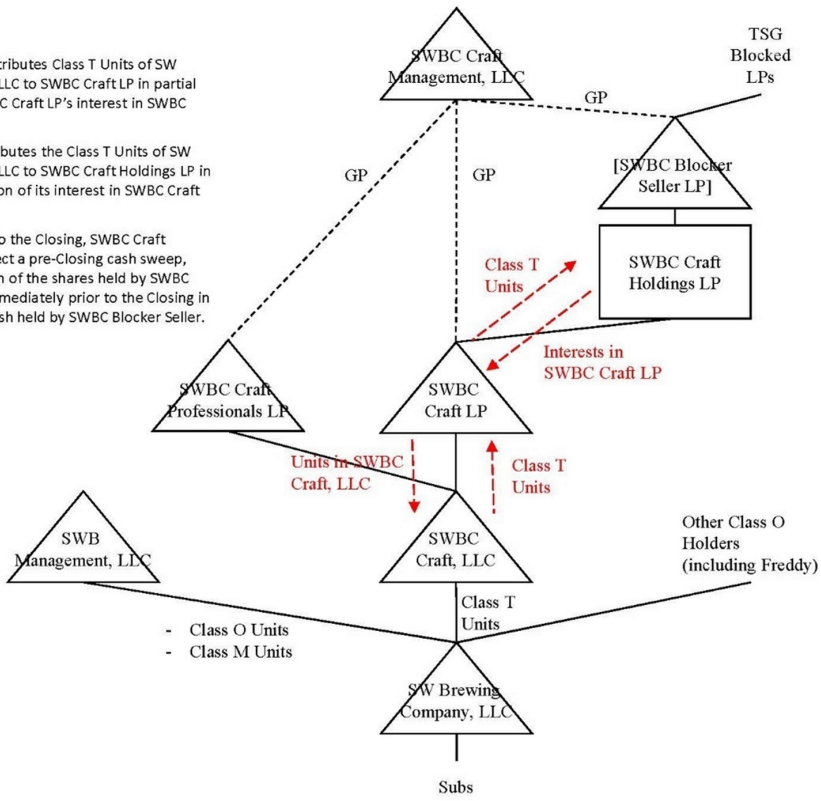 tributes Class T Units of SW
LLC to SWBC Craft LP in partial
C Craft LP's interest in SWBC
butes the Class T Units of SW
LLC to SWBC Craft Holdings LP in
on of its interest in SWBC Craft
o the Closing, SWBC Craft
ect a pre-Closing cash sweep,
n of the shares held by SWBC
mmediately prior to the Closing in
sh held by SWBC Blocker Seller.
SWBC Craft
Management, LLC
TSG
Blocked
LPs
GP
GP
GP
[SWBC Blocker
Seller LP]
SWBC Craft
Holdings LP
Class T
Units
Interests in
SWBC Craft LP
SWBC Craft
Professionals LP
SWBC
Craft LP
Units in SWBC
Craft, LLC
Class T
Units
SWB
Management, LLC
SWBC
Craft, LLC
Other Class O
Holders
(including Freddy)
Class T
Units
- Class O Units
- Class M Units
SW Brewing
Company, LLC
Subs